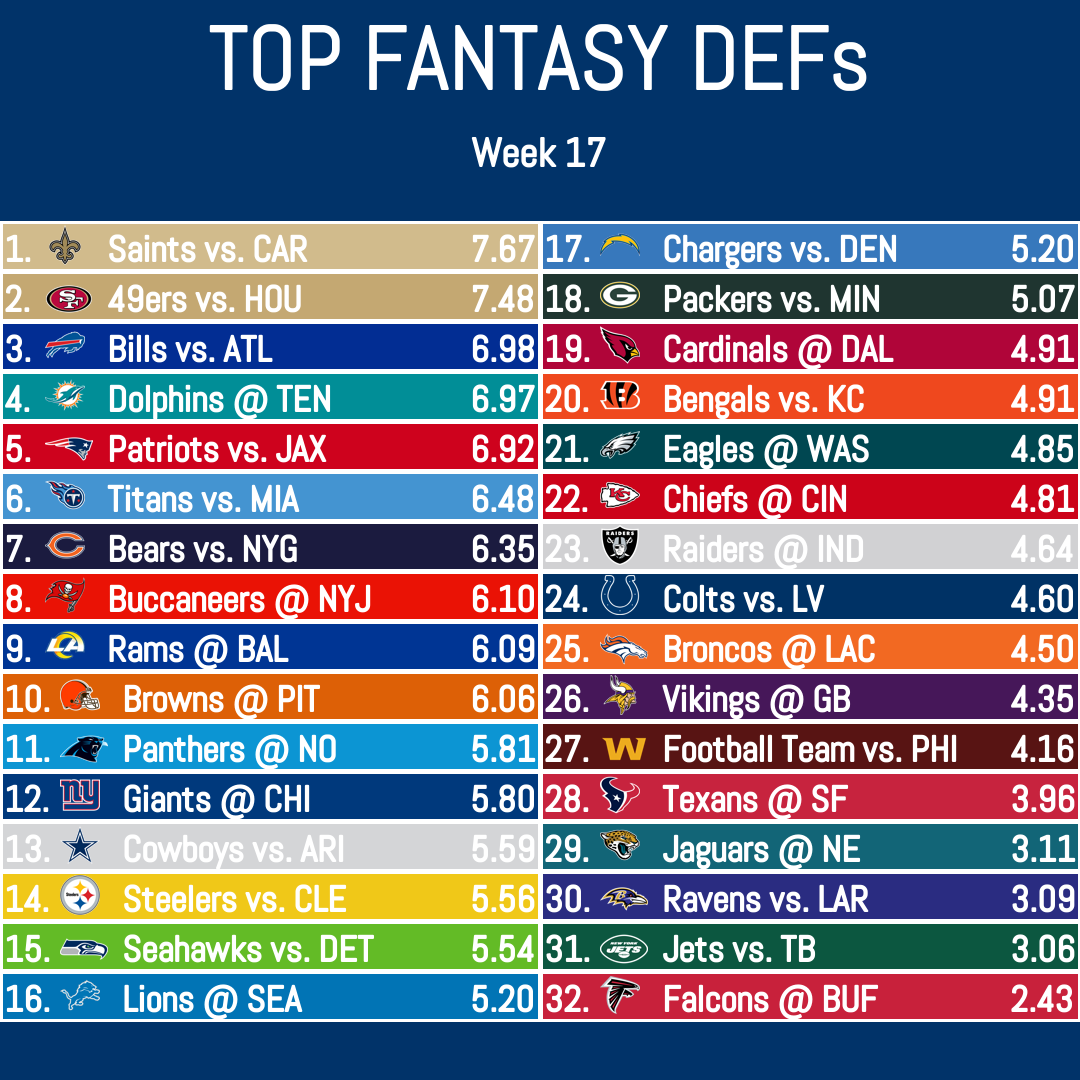 TOP FANTASY DEFs
Week 17
1. Saints vs. CAR 7.67
2. 49ers vs. HOU 7.48
3. Bills vs. ATL 6.98
4. Dolphins @ TEN 6.97
5. Patriots vs. JAX 6.92
6. Titans vs. MIA 6.48
7. Bears vs. NYG 6.35
8. Buccaneers @ NYJ 6.10
9. Rams @ BAL 6.09
10. Browns @ PIT 6.06
11. Panthers @ NO 5.81
12. Giants @ CHI 5.80
13. Cowboys vs. ARI 5.59
14. Steelers vs. CLE 5.56
15. Seahawks vs. DET 5.54
16. Lions @ SEA 5.20
17. Chargers vs. DEN 5.20
18. Packers vs. MIN 5.07
19. Cardinals @ DAL 4.91
20. Bengals vs. KC 4.91
21. Eagles @ WAS 4.85
22. Chiefs @ CIN 4.81
23. Raiders @ IND 4.64
24. Colts vs. LV 4.60
25. Broncos @ LAC 4.50
26. Vikings @ GB 4.35
27. Football Team vs. PHI 4.16
28. Texans @ SF 3.96
29. Jaguars @ NE 3.11
30. Ravens vs. LAR 3.09
31. Jets vs. TB 3.06
32. Falcons @ BUF 2.43